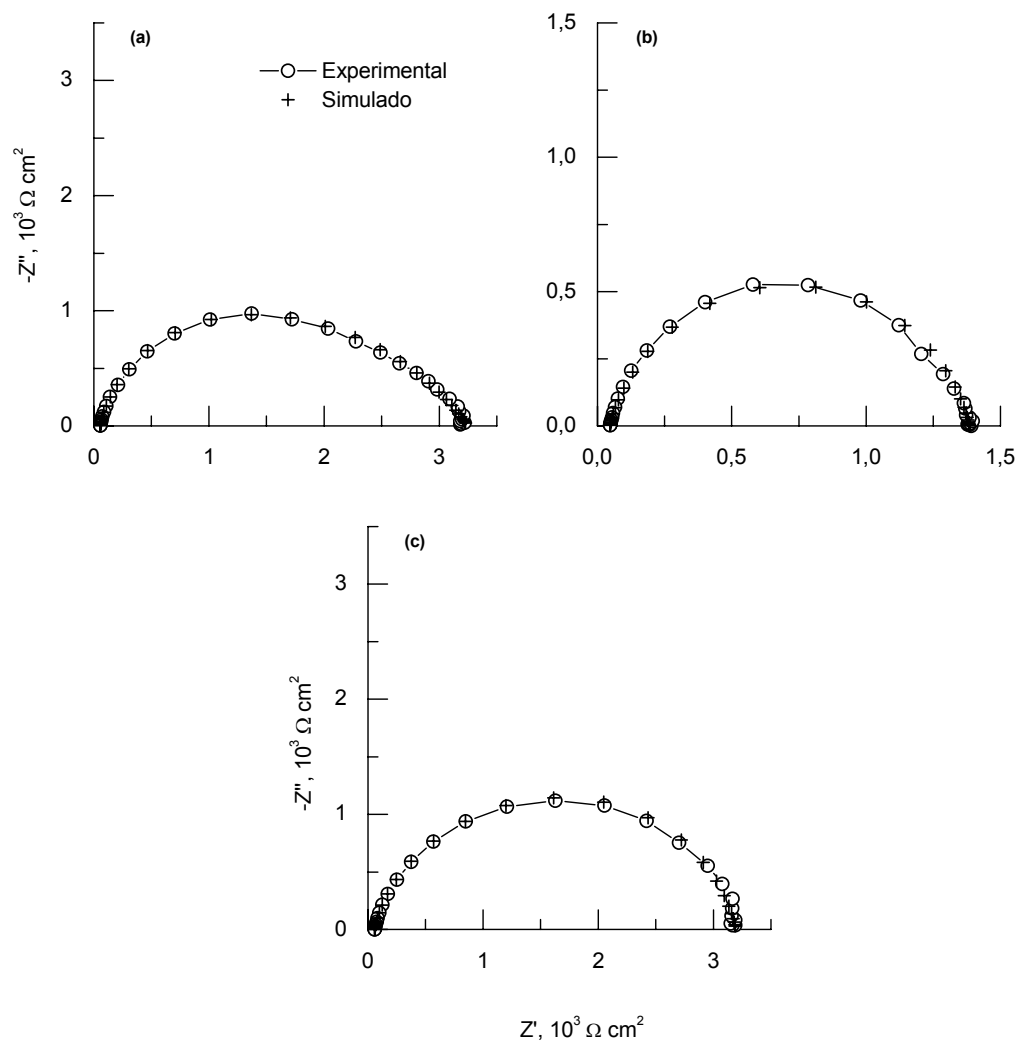 (a)
Experimental
Simulado
3
2
1
0
0 1 2 3
-Z'', 10³ Ω cm²
(b)
1,5
1,0
0,5
0,0
0,0 0,5 1,0 1,5
(c)
3
2
1
0
0 1 2 3
-Z'', 10³ Ω cm²
Z', 10³ Ω cm²